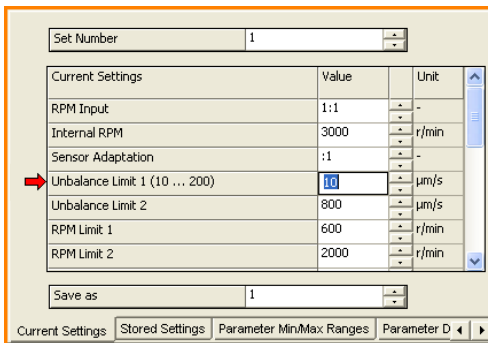 Set Number 1
Current Settings Value Unit
RPM Input 1:1 -
Internal RPM 3000 r/min
Sensor Adaptation :1 -
Unbalance Limit 1 (10 ... 200) 10 μm/s
Unbalance Limit 2 800 μm/s
RPM Limit 1 600 r/min
RPM Limit 2 2000 r/min
Save as 1
Current Settings Stored Settings Parameter Min/Max Ranges Parameter D